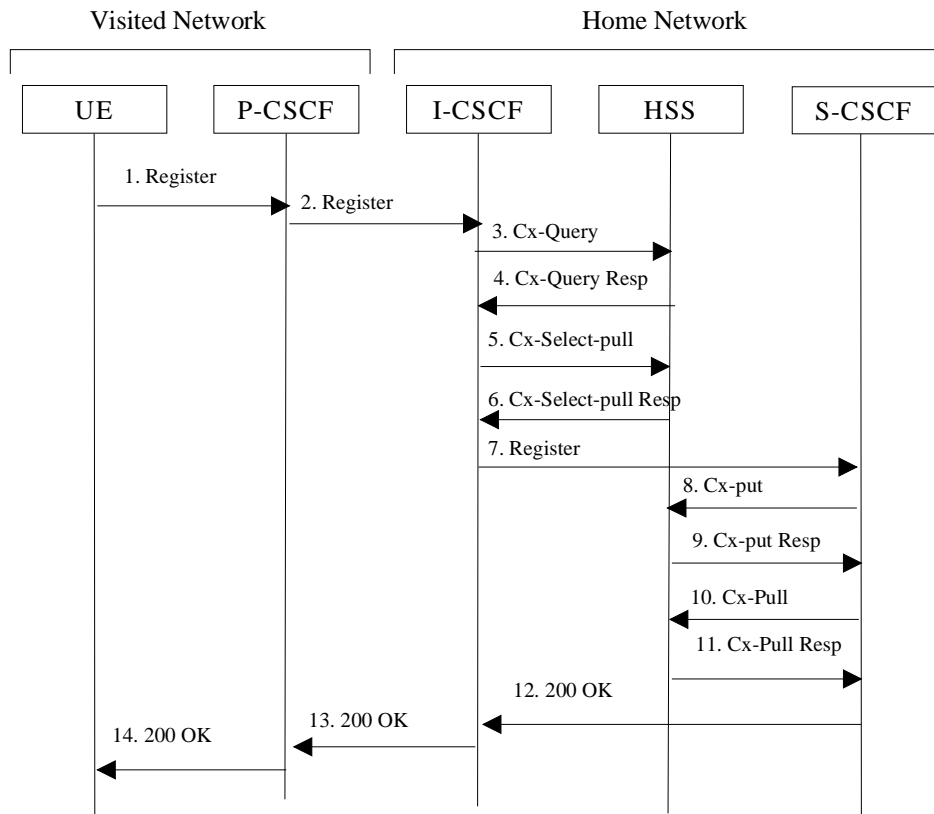 Visited Network
Home Network
UE
P-CSCF
I-CSCF
HSS
S-CSCF
1. Register
2. Register
3. Cx-Query
4. Cx-Query Resp
5. Cx-Select-pull
6. Cx-Select-pull Resp
7. Register
8. Cx-put
9. Cx-put Resp
10. Cx-Pull
11. Cx-Pull Resp
12. 200 OK
13. 200 OK
14. 200 OK